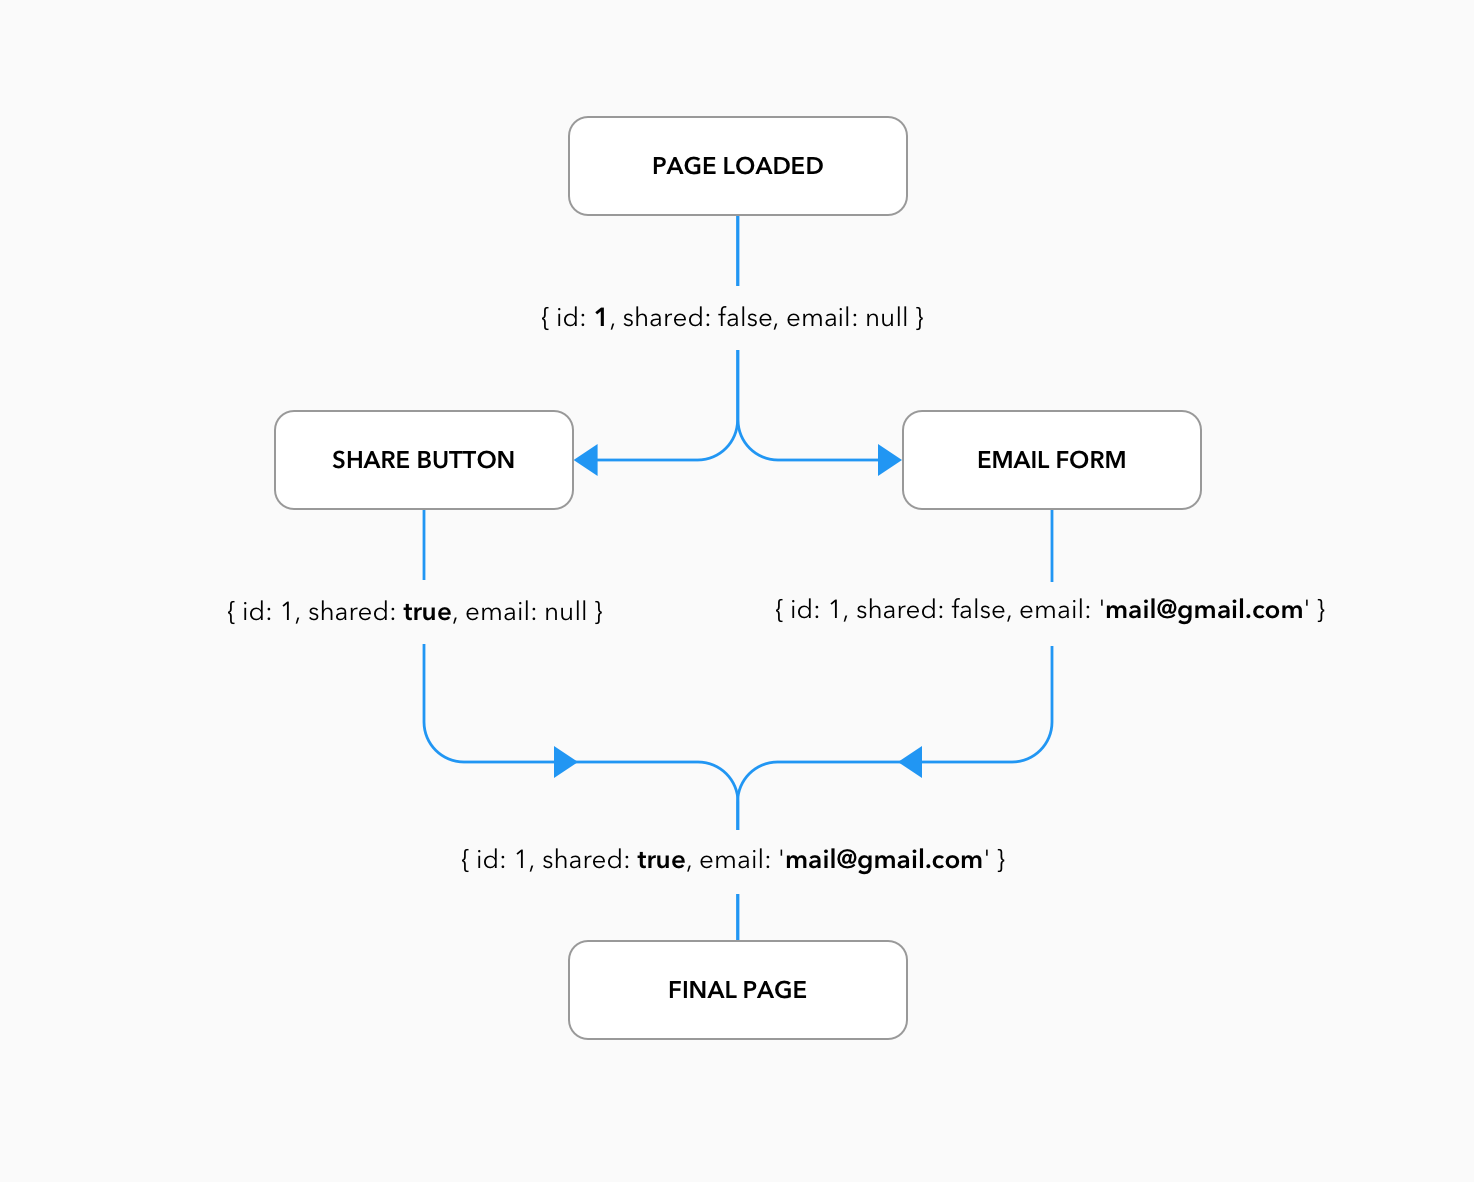 PAGE LOADED
{ id: 1, shared: false, email: null }
SHARE BUTTON
EMAIL FORM
{ id: 1, shared: true, email: null }
{ id: 1, shared: false, email: 'mail@gmail.com' }
{ id: 1, shared: true, email: 'mail@gmail.com' }
FINAL PAGE